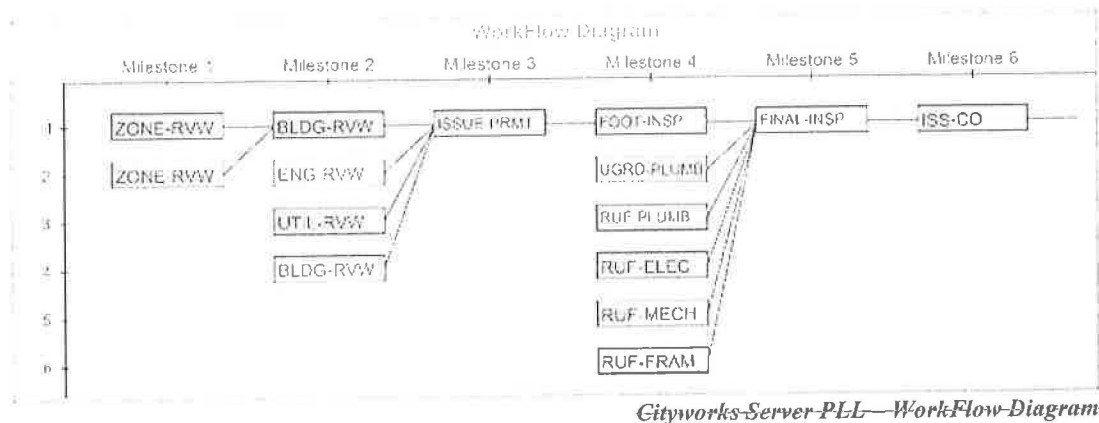 WorkFlow Diagram
Milestone 1 Milestone 2 Milestone 3 Milestone 4 Milestone 5 Milestone 6
1 ZONE-RVW BLDG-RVW ISSUE-PRMT FOOT-INSP FINAL-INSP ISS-CO
2 ZONE-RVW ENG-RVW UGRD-PLUMB
3 UTIL-RVW RUF-PLUMB
4 BLDG-RVW RUF-ELEC
5 RUF-MECH
6 RUF-FRAM
Cityworks Server PLL—WorkFlow Diagram